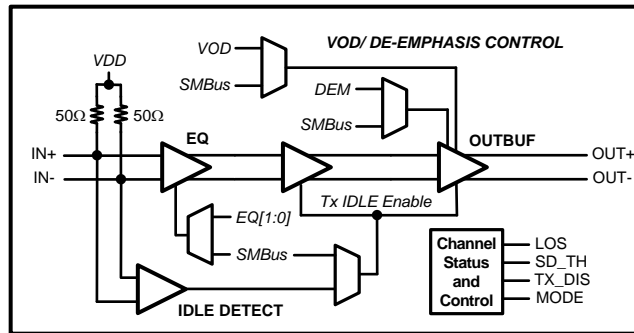 VOD/ DE-EMPHASIS CONTROL
VOD
SMBus
VDD
DEM
SMBus
50Ω
50Ω
EQ
OUTBUF
IN+
OUT+
IN-
OUT-
Tx IDLE Enable
EQ[1:0]
SMBus
IDLE DETECT
Channel
Status
and
Control
LOS
SD_TH
TX_DIS
MODE